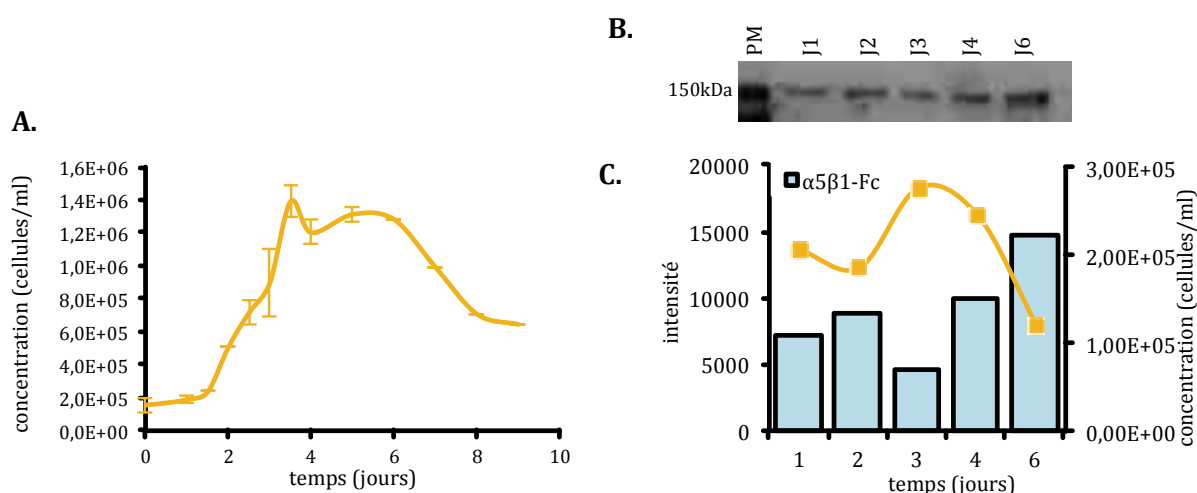 A.
concentration (cellules/ml)
1,6E+06
1,4E+06
1,2E+06
1,0E+06
8,0E+05
6,0E+05
4,0E+05
2,0E+05
0,0E+00
0 2 4 6 8 10
temps (jours)
B.
PM J1 J2 J3 J4 J6
150kDa
C.
α5β1-Fc
intensité
20000
15000
10000
5000
0
3,00E+05
2,00E+05
1,00E+05
0,00E+00
concentration (cellules/ml)
1 2 3 4 6
temps (jours)